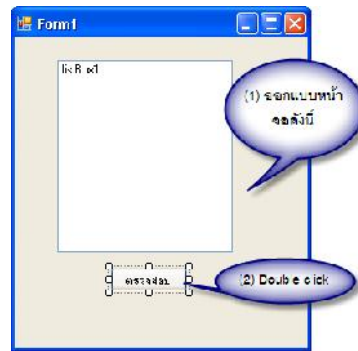 Form1
listBox1
(1) ออกแบบหน้า
จอดังนี้
ตรวจสอบ
(2) Double click